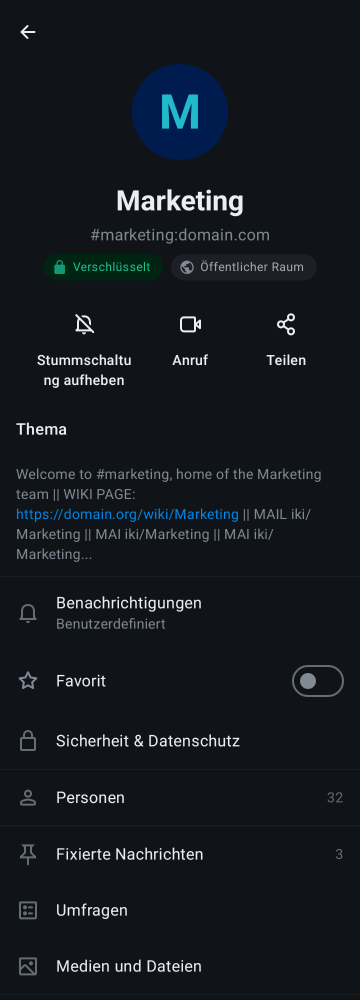 M
Marketing
#marketing:domain.com
Verschlüsselt Öffentlicher Raum
Stummschaltu
ng aufheben
Anruf
Teilen
Thema
Welcome to #marketing, home of the Marketing
team || WIKI PAGE:
https://domain.org/wiki/Marketing || MAIL iki/
Marketing || MAI iki/Marketing || MAI iki/
Marketing...
Benachrichtigungen
Benutzerdefiniert
Favorit
Sicherheit & Datenschutz
Personen 32
Fixierte Nachrichten 3
Umfragen
Medien und Dateien